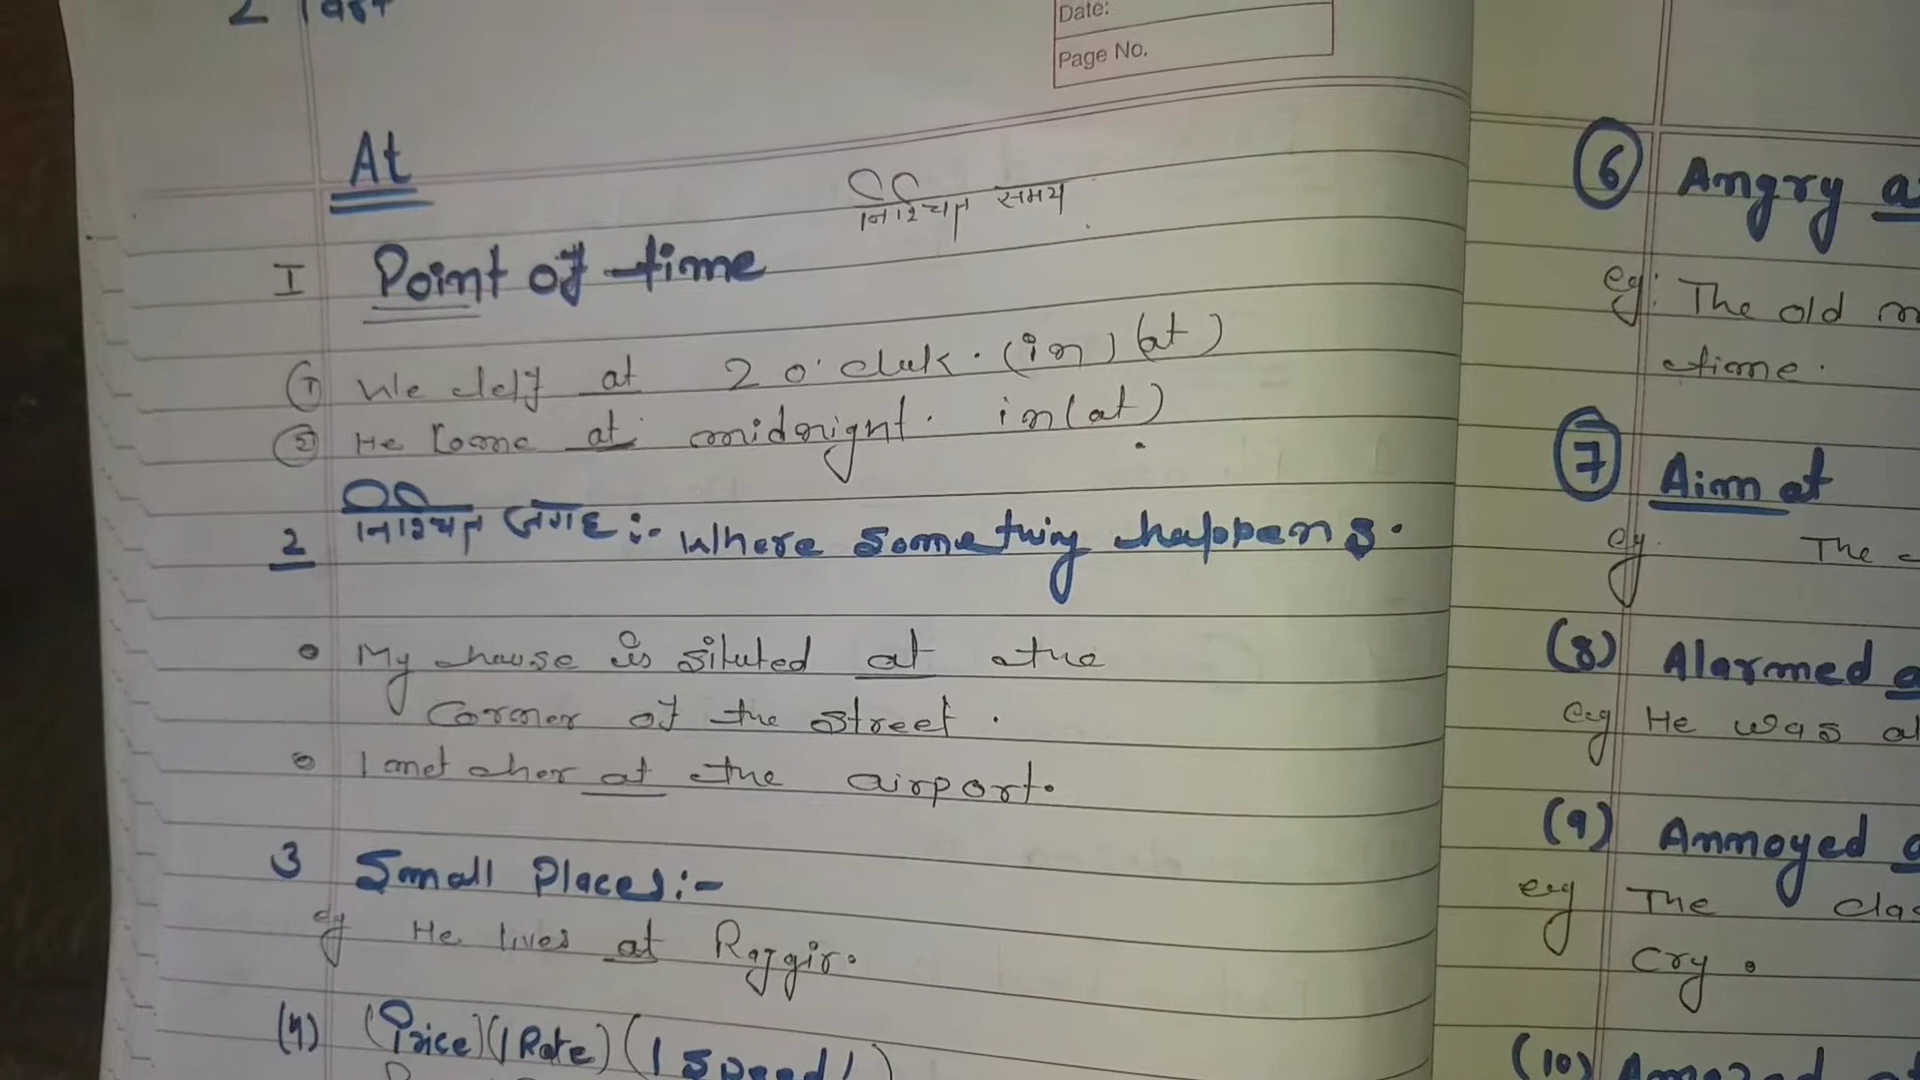 2
Date:
Page No.
At
निश्चित समय
I Point of time
① We left at 2 o'clock. (in) (at)
② He come at midnight. in (at)
2 निश्चित जगह :- Where something happens.
My house is situted at the
Corner of the street.
I met her at the airport.
3 Small Places :-
eg He lives at Rajgir.
(4) (Price) (Rate) (Speed)
⑥ Angry
eg: The old
time.
⑦ Aim at
eg. The
(8) Alarmed
eg He was
(9) Annoyed
eg The
Cry.
(10)